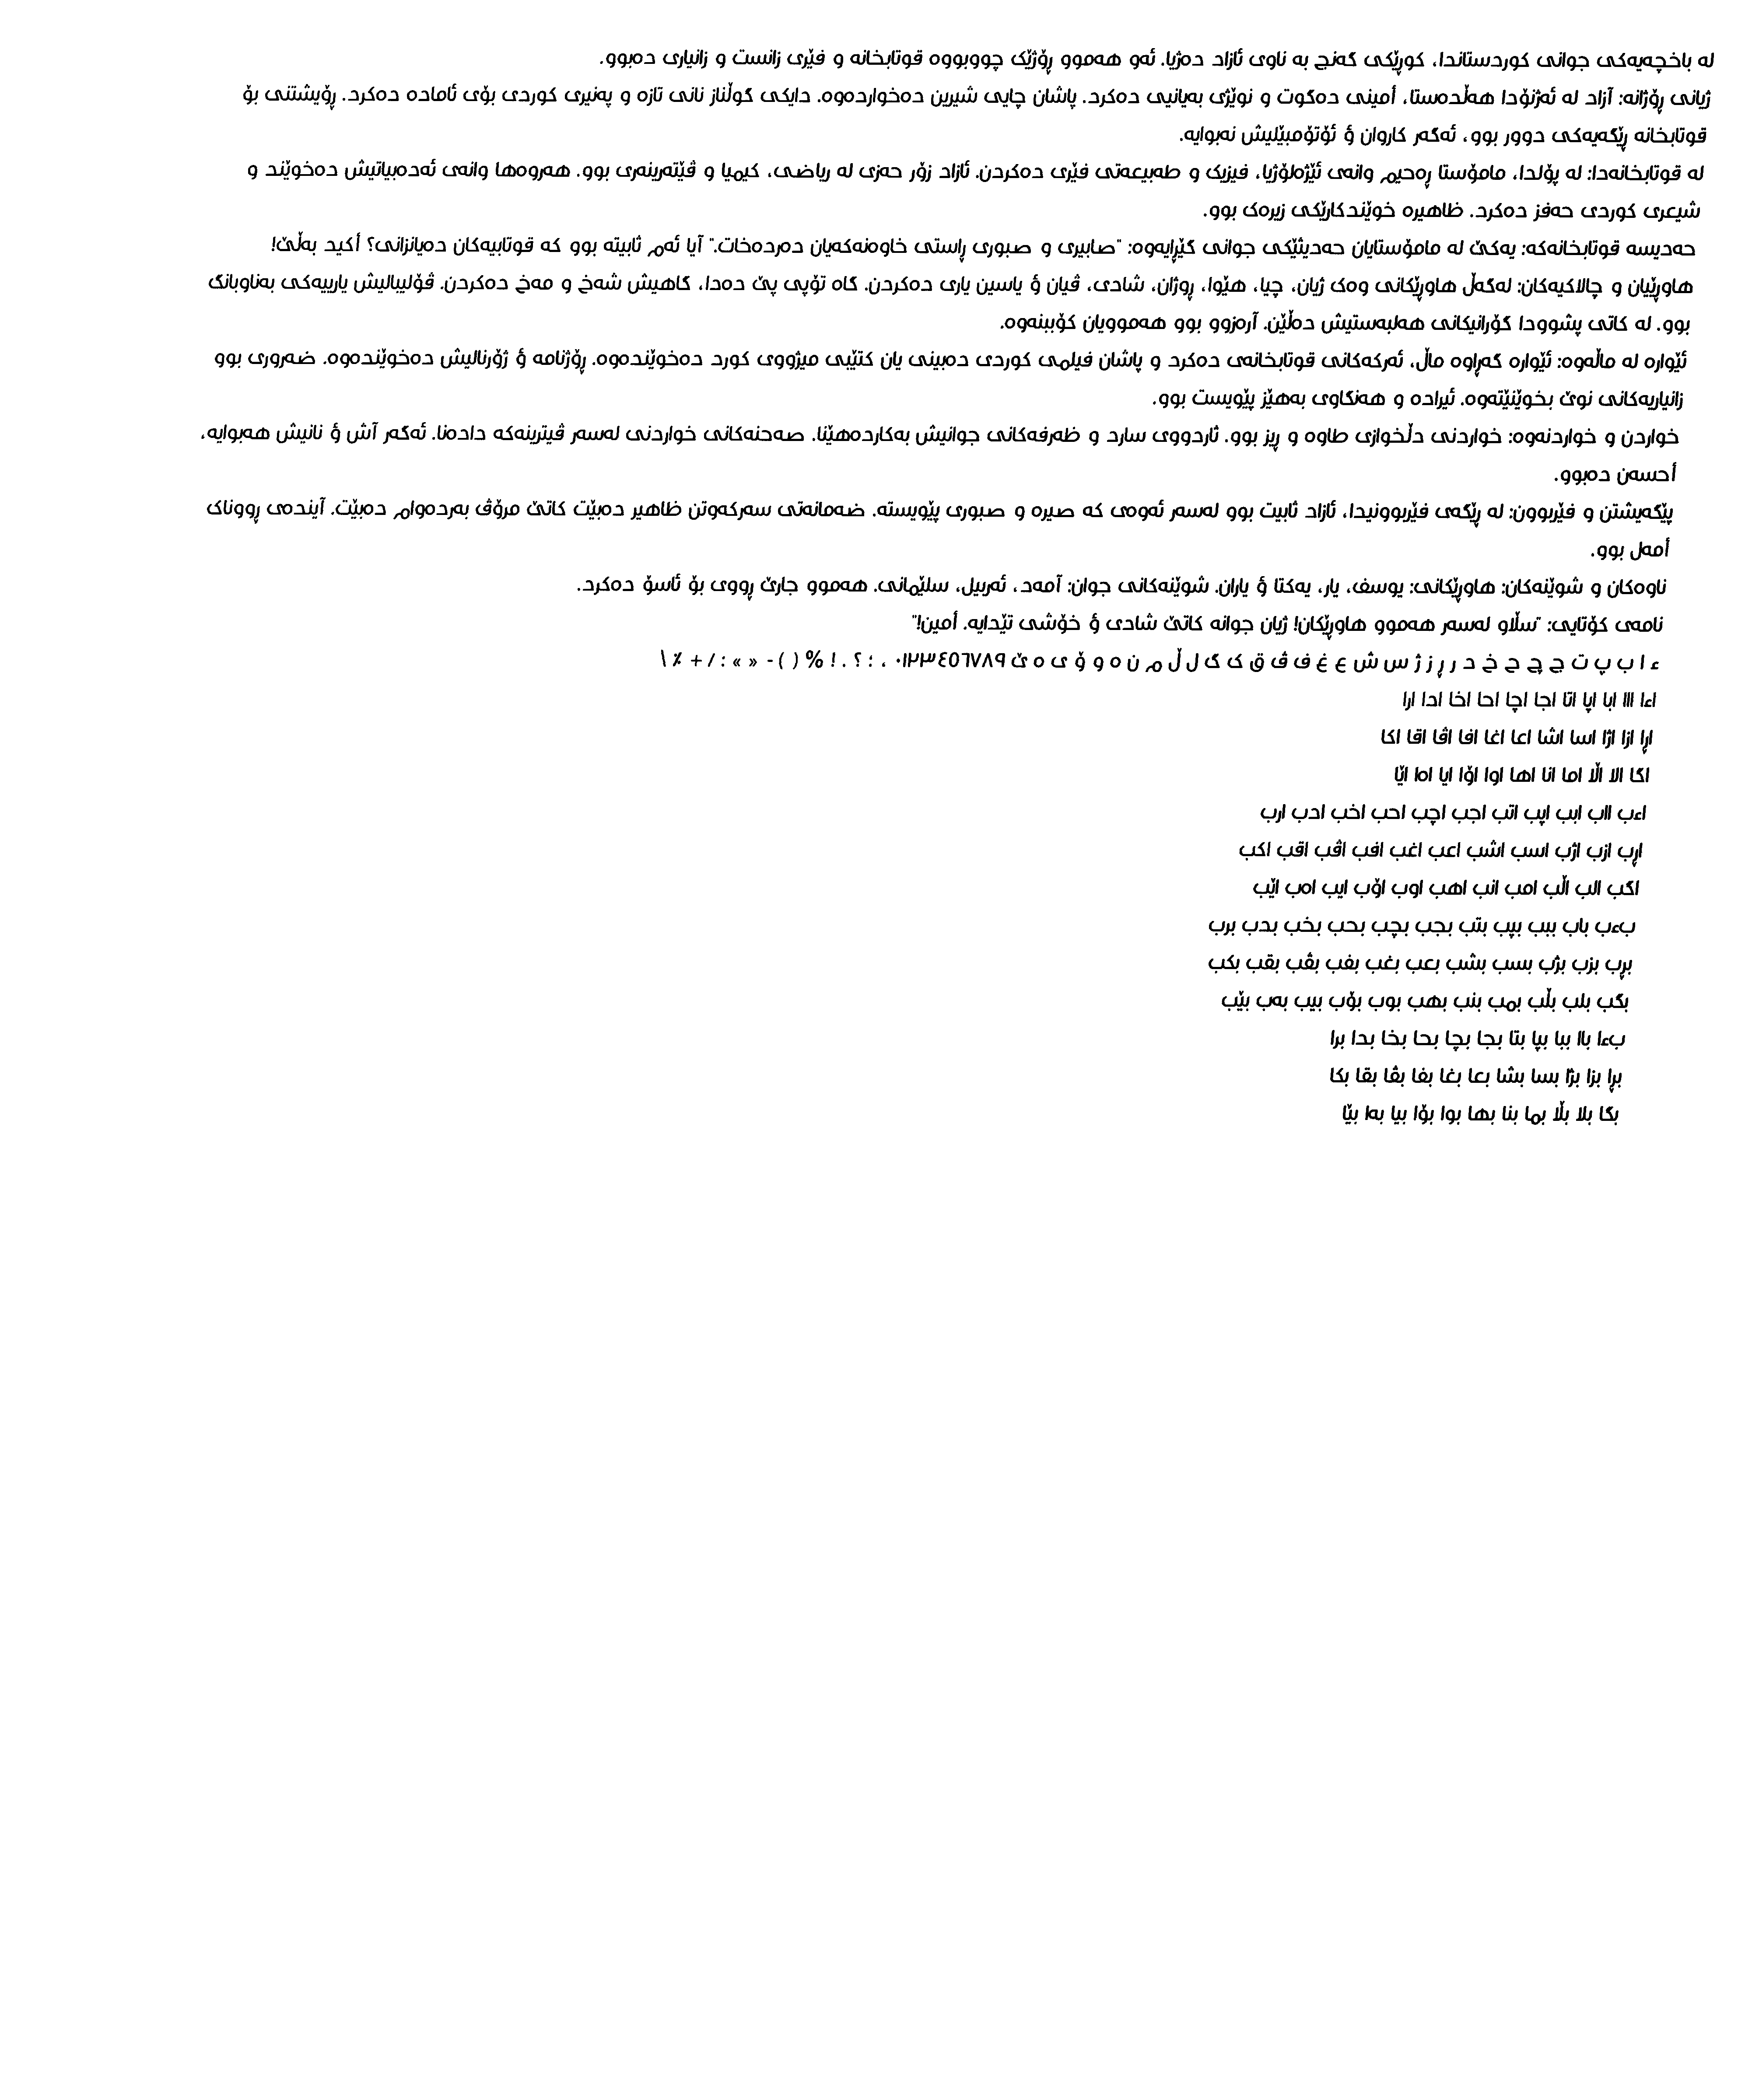 لە باخچەیەکی جوانی کوردستاندا، کوڕێکی گەنج بە ناوی ئازاد دەژیا. ئەو هەموو ڕۆژێک چووبووە قوتابخانە و فێری زانست و زانیاری دەبوو.
ژیانی ڕۆژانە: آزاد لە ئەژنۆدا هەڵدەستا، أمینی دەگوت و نوێژی بەیانیی دەکرد. پاشان چایی شیرین دەخواردەوە. دایکی گوڵناز نانی تازە و پەنیری کوردی بۆی ئامادە دەکرد. ڕۆیشتنی بۆ
قوتابخانە ڕێگەیەکی دوور بوو، ئەگەر کاروان ؤ ئۆتۆمبێلیش نەبوایە.
لە قوتابخانەدا: لە پۆلدا، مامۆستا ڕەحیم وانەی ئێژەلۆژیا، فیزیک و طەبیعەتی فێری دەکردن. ئازاد زۆر حەزی لە ریاضی، کیمیا و ڤێتەرینەری بوو. هەروەها وانەی ئەدەبیاتیش دەخوێند و
شیعری کوردی حەفز دەکرد. ظاهیرە خوێندکارێکی زیرەک بوو.
حەدیسە قوتابخانەکە: یەکێ لە مامۆستایان حەدیثێکی جوانی گێڕایەوە: "صابیری و صبوری ڕاستی خاوەنەکەیان دەردەخات." آیا ئەم ثابیتە بوو کە قوتابیەکان دەیانزانی؟ أکید بەڵێ!
هاوڕێیان و چالاکیەکان: لەگەڵ هاوڕێکانی وەک ژیان، چیا، هێوا، ڕوژان، شادی، ڤیان ؤ یاسین یاری دەکردن. گاە تۆپی پێ دەدا، گاهیش شەخ و مەخ دەکردن. ڤۆلیبالیش یارییەکی بەناوبانگ
بوو. لە کاتی پشوودا گۆرانیکانی هەلبەستیش دەڵێن. آرەزوو بوو هەموویان کۆببنەوە.
ئێوارە لە ماڵەوە: ئێوارە گەڕاوە ماڵ، ئەرکەکانی قوتابخانەی دەکرد و پاشان فیلمی کوردی دەبینی یان کتێبی میژووی کورد دەخوێندەوە. ڕۆژنامە ؤ ژۆرنالیش دەخوێندەوە. ضەروری بوو
زانیاریەکانی نوێ بخوێنێتەوە. ئیرادە و هەنگاوی بەهێز پێویست بوو.
خواردن و خواردنەوە: خواردنی دڵخوازی طاوە و ڕیز بوو. ئاردووی سارد و ظەرفەکانی جوانیش بەکاردەهێنا. صەحنەکانی خواردنی لەسەر ڤیترینەکە دادەنا. ئەگەر آش ؤ نانیش هەبوایە،
أحسەن دەبوو.
پێگەیشتن و فێربوون: لە ڕێگەی فێربوونیدا، ئازاد ثابیت بوو لەسەر ئەوەی کە صیرە و صبوری پێویستە. ضەمانەتی سەرکەوتن ظاهیر دەبێت کاتێ مرۆڤ بەردەوام دەبێت. آیندەی ڕووناک
أمەل بوو.
ناوەکان و شوێنەکان: هاوڕێکانی: یوسف، یار، یەکتا ؤ یاران. شوێنەکانی جوان: آمەد، ئەربیل، سلێمانی. هەموو جارێ ڕووی بۆ ئاسۆ دەکرد.
نامەی کۆتایی: "سڵاو لەسەر هەموو هاوڕێکان! ژیان جوانە کاتێ شادی ؤ خۆشی تێدایە. أمین!"
ء ا ب پ ت ج چ ح خ د ر ڕ ز ژ س ش ع غ ف ڤ ق ک گ ل ڵ م ن ە و ۆ ی ە ێ ٠١٢٣٤٥٦٧٨٩ ، ؛ ؟ . ! % ( ) - « » : / + ٪ \
اءا ااا ابا اپا اتا اجا اچا احا اخا ادا ارا
اڕا ازا اژا اسا اشا اعا اغا افا اڤا اقا اکا
اگا الا اڵا اما انا اها اوا اۆا ایا اەا اێا
اءب ااب ابب اپب اتب اجب اچب احب اخب ادب ارب
اڕب ازب اژب اسب اشب اعب اغب افب اڤب اقب اکب
اگب الب اڵب امب انب اهب اوب اۆب ایب اەب اێب
بءب باب ببب بپب بتب بجب بچب بحب بخب بدب برب
بڕب بزب بژب بسب بشب بعب بغب بفب بڤب بقب بکب
بگب بلب بڵب بمب بنب بهب بوب بۆب بیب بەب بێب
بءا باا ببا بپا بتا بجا بچا بحا بخا بدا برا
بڕا بزا بژا بسا بشا بعا بغا بفا بڤا بقا بکا
بگا بلا بڵا بما بنا بها بوا بۆا بیا بەا بێا